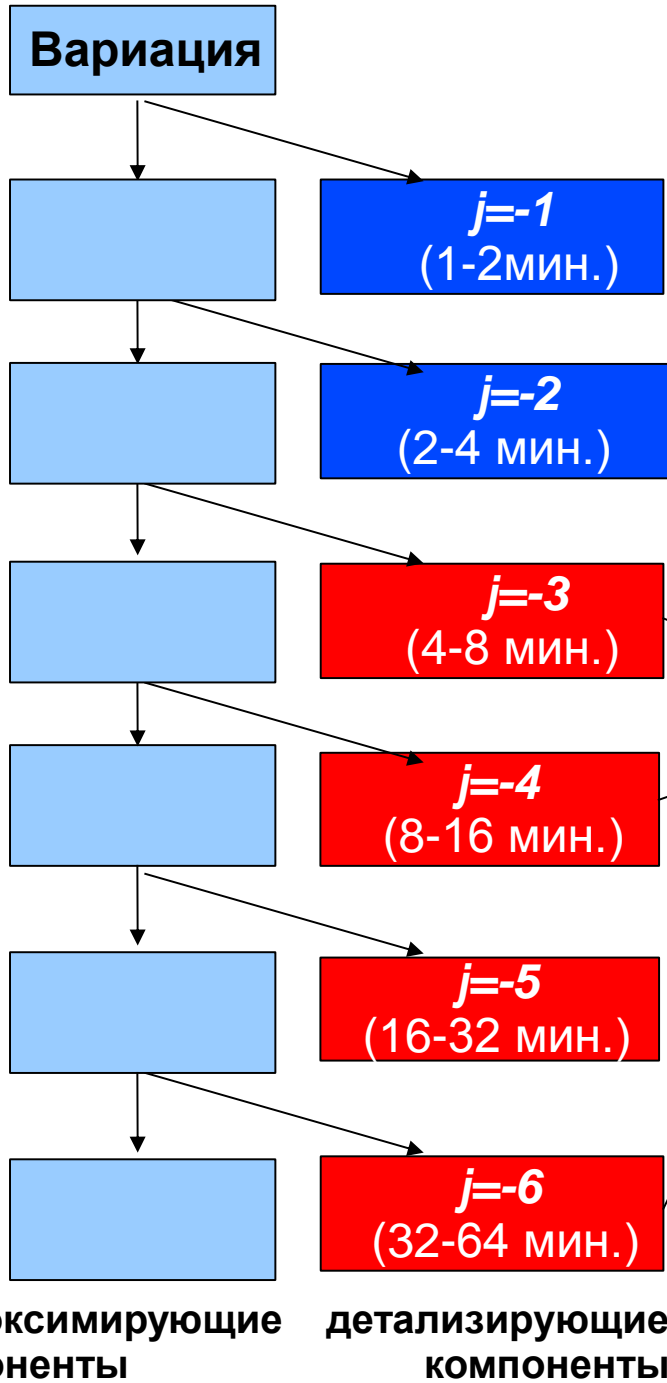 Вариация
j=-1
(1-2мин.)
j=-2
(2-4 мин.)
j=-3
(4-8 мин.)
j=-4
(8-16 мин.)
j=-5
(16-32 мин.)
j=-6
(32-64 мин.)
детализирующие
компоненты